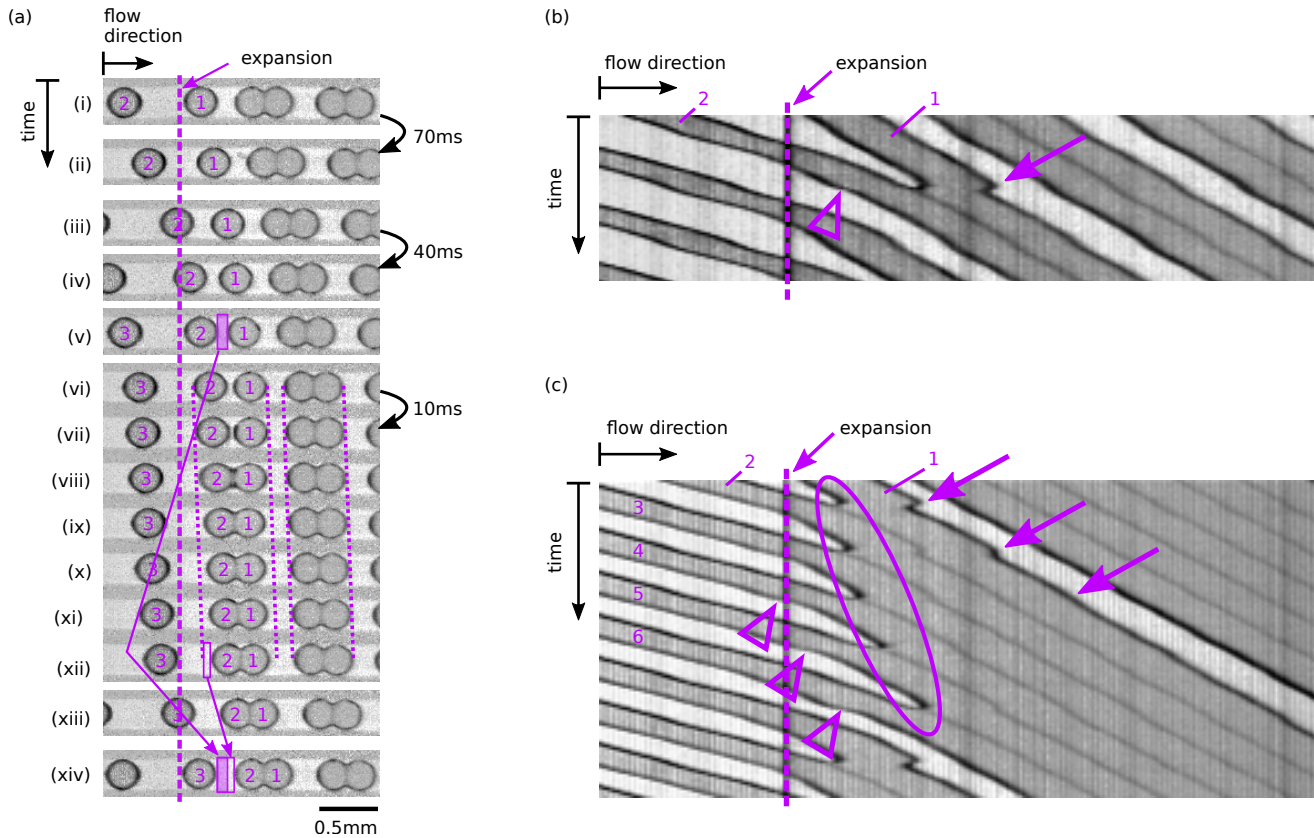 (a)
flow
direction
expansion
time
(i)
2
1
70ms
(ii)
2
1
(iii)
2
1
40ms
(iv)
2
1
(v)
3
2
1
(vi)
3
2
1
10ms
(vii)
3
2
1
(viii)
3
2
1
(ix)
3
2
1
(x)
3
2
1
(xi)
3
2
1
(xii)
3
2
1
(xiii)
3
2
1
(xiv)
3
2
1
0.5mm
(b)
flow direction
expansion
2
1
time
(c)
flow direction
expansion
2
1
time
3
4
5
6